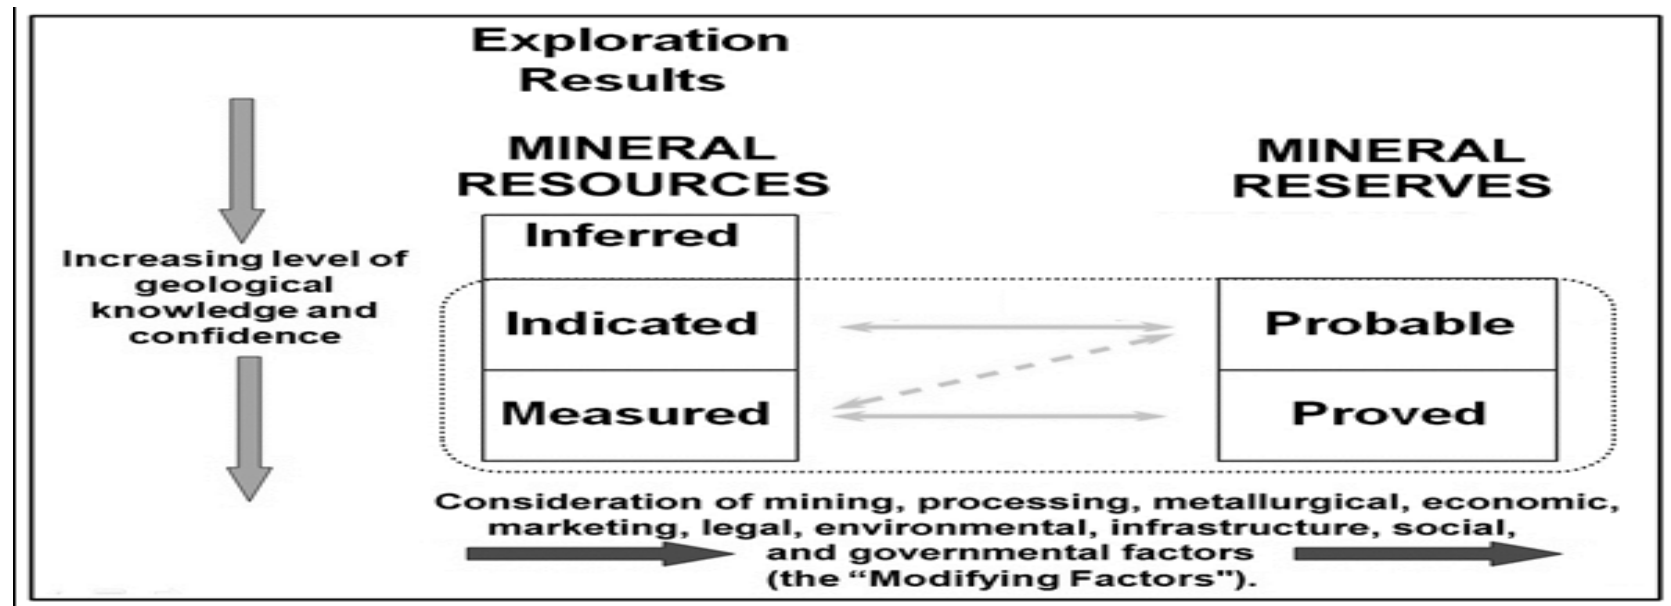 Exploration
Results
MINERAL
RESOURCES
MINERAL
RESERVES
Increasing level of
geological
knowledge and
confidence
Inferred
Indicated
Measured
Probable
Proved
Consideration of mining, processing, metallurgical, economic,
marketing, legal, environmental, infrastructure, social,
and governmental factors
(the “Modifying Factors").